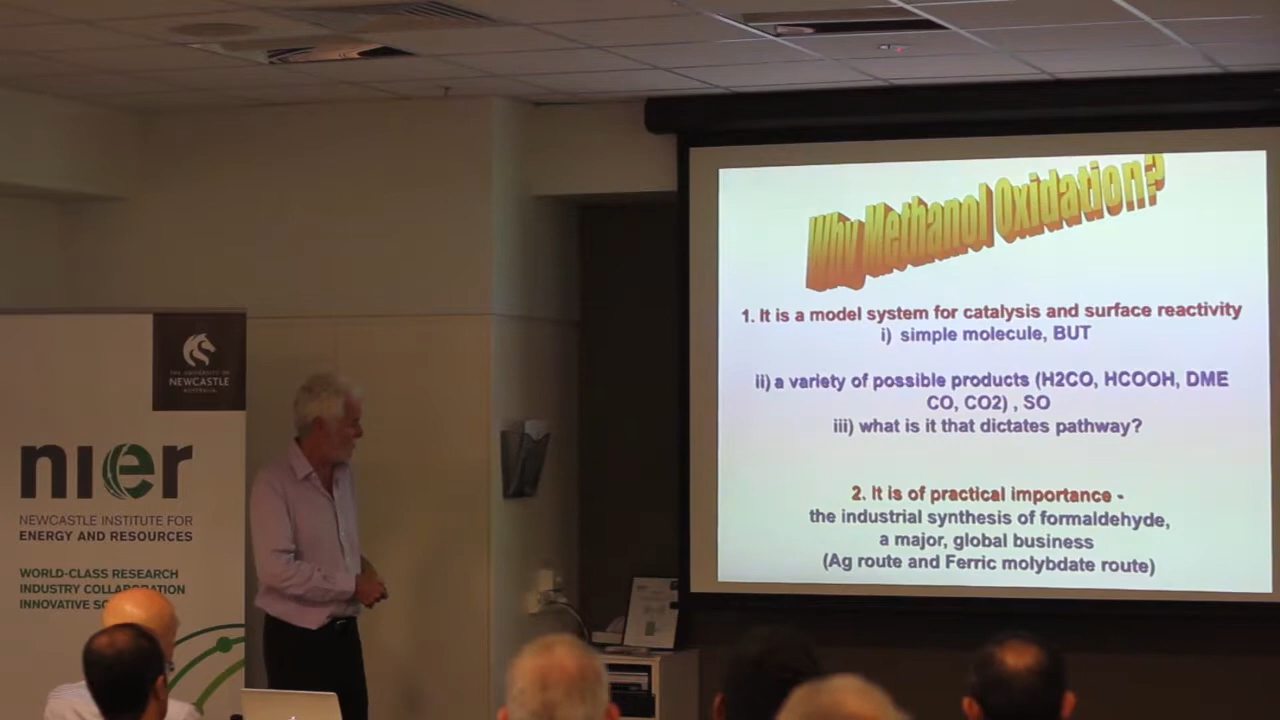 THE UNIVERSITY OF
NEWCASTLE
AUSTRALIA
nier
NEWCASTLE INSTITUTE FOR
ENERGY AND RESOURCES
WORLD-CLASS RESEARCH
INDUSTRY COLLABORATION
INNOVATIVE
Why Methanol Oxidation?
1. It is a model system for catalysis and surface reactivity
i) simple molecule, BUT
ii) a variety of possible products (H2CO, HCOOH, DME
CO, CO2) , SO
iii) what is it that dictates pathway?
2. It is of practical importance -
the industrial synthesis of formaldehyde,
a major, global business
(Ag route and Ferric molybdate route)